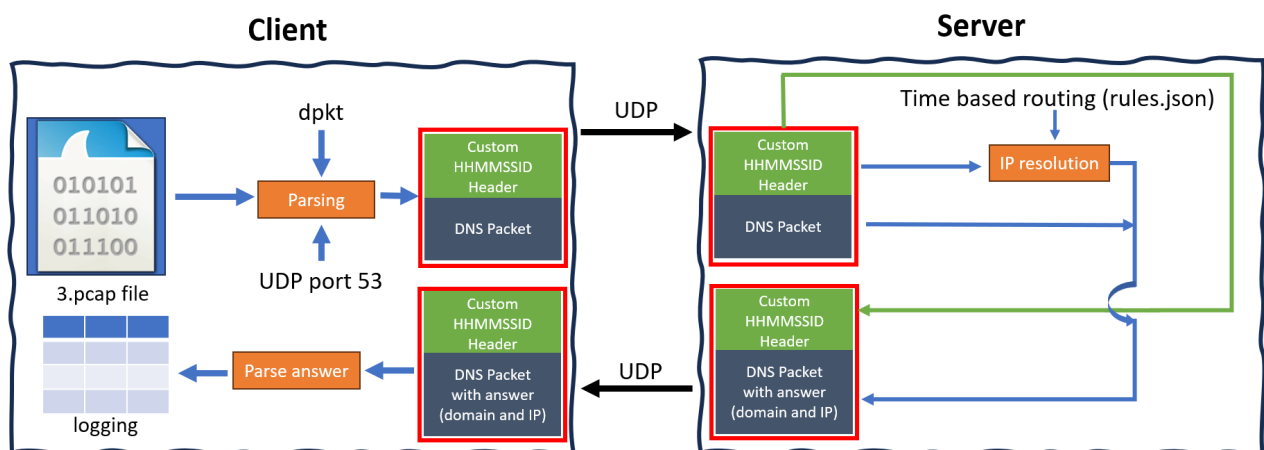 Client
Server
dpkt
010101
011010
011100
3.pcap file
Parsing
UDP port 53
Custom
HHMMSSID
Header
DNS Packet
UDP
Custom
HHMMSSID
Header
DNS Packet
Time based routing (rules.json)
IP resolution
logging
Parse answer
Custom
HHMMSSID
Header
DNS Packet
with answer
(domain and IP)
UDP
Custom
HHMMSSID
Header
DNS Packet
with answer
(domain and IP)